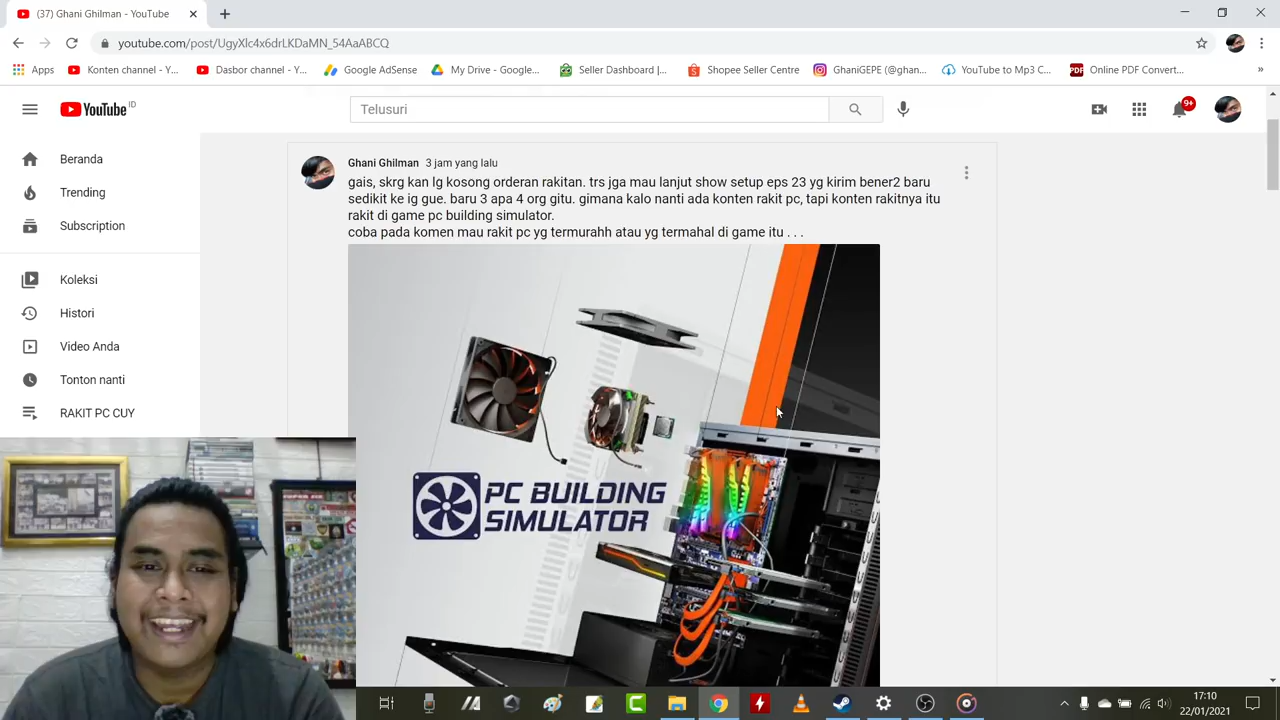 (37) Ghani Ghilman - YouTube
youtube.com/post/UgyXlc4x6drLKDaMN_54AaABCQ
Apps
Konten channel - Y...
Dasbor channel - Y...
Google AdSense
My Drive - Google...
Seller Dashboard |...
Shopee Seller Centre
GhaniGEPE (@ghan...
YouTube to Mp3 C...
PDF
Online PDF Convert...
»
YouTube ID
Telusuri
9+
Beranda
Trending
Subscription
Koleksi
Histori
Video Anda
Tonton nanti
RAKIT PC CUY
Ghani Ghilman 3 jam yang lalu
gais, skrg kan lg kosong orderan rakitan. trs jga mau lanjut show setup eps 23 yg kirim bener2 baru
sedikit ke ig gue. baru 3 apa 4 org gitu. gimana kalo nanti ada konten rakit pc, tapi konten rakitnya itu
rakit di game pc building simulator.
coba pada komen mau rakit pc yg termurahh atau yg termahal di game itu . . .
PC BUILDING
SIMULATOR
17:10
22/01/2021